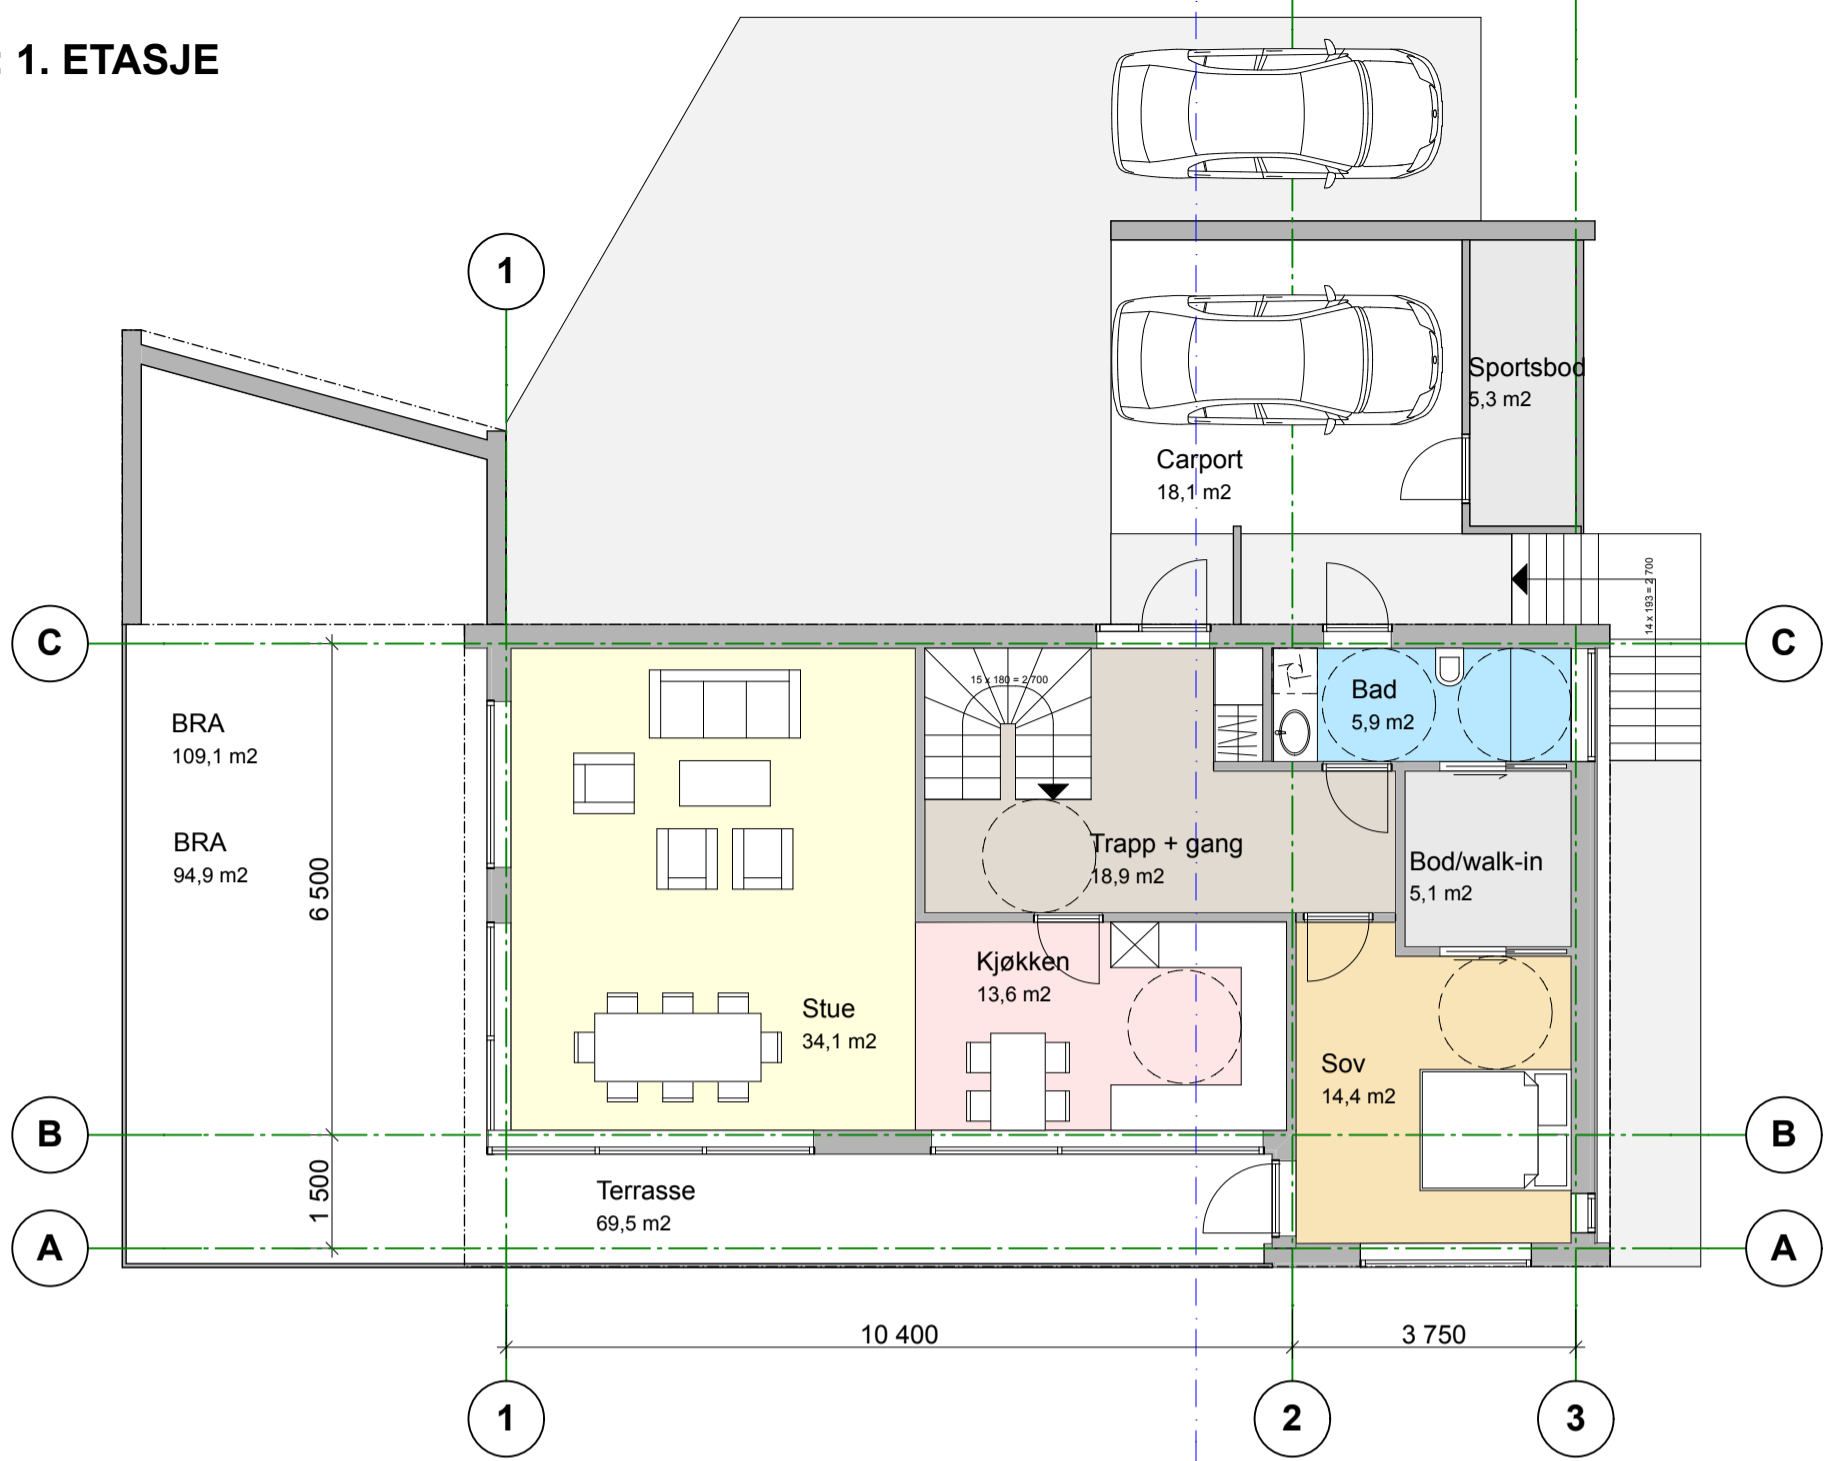 : 1. ETASJE
1
Sportsbod
5,3 m2
Carport
18,1 m2
14 x 193 = 2 700
C
C
15 x 180 = 2 700
Bad
5,9 m2
BRA
109,1 m2
BRA
94,9 m2
6 500
Trapp + gang
18,9 m2
Bod/walk-in
5,1 m2
Kjøkken
13,6 m2
Stue
34,1 m2
Sov
14,4 m2
B
B
1 500
Terrasse
69,5 m2
A
A
10 400
3 750
1
2
3